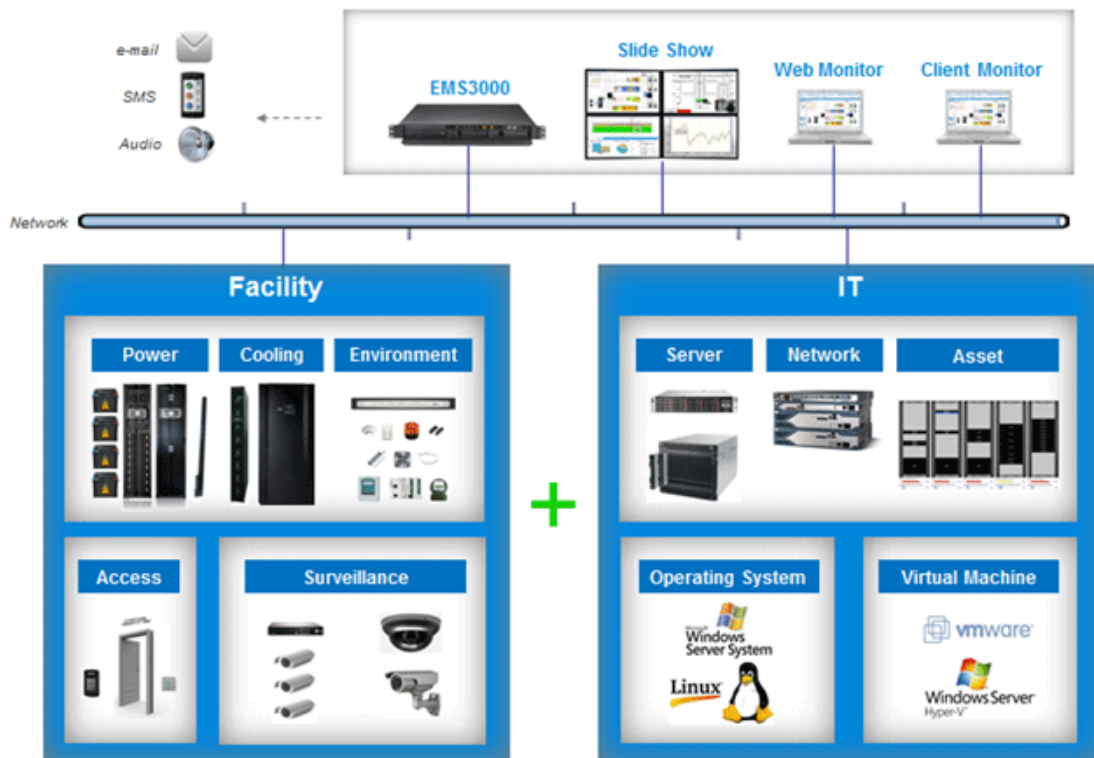 e-mail
SMS
Audio
EMS3000
Slide Show
Web Monitor
Client Monitor
Network
Facility
IT
Power
Cooling
Environment
Server
Network
Asset
Access
Surveillance
Operating System
Virtual Machine
Microsoft
Windows
Server System
Linux
vmware
Windows Server
Hyper-V